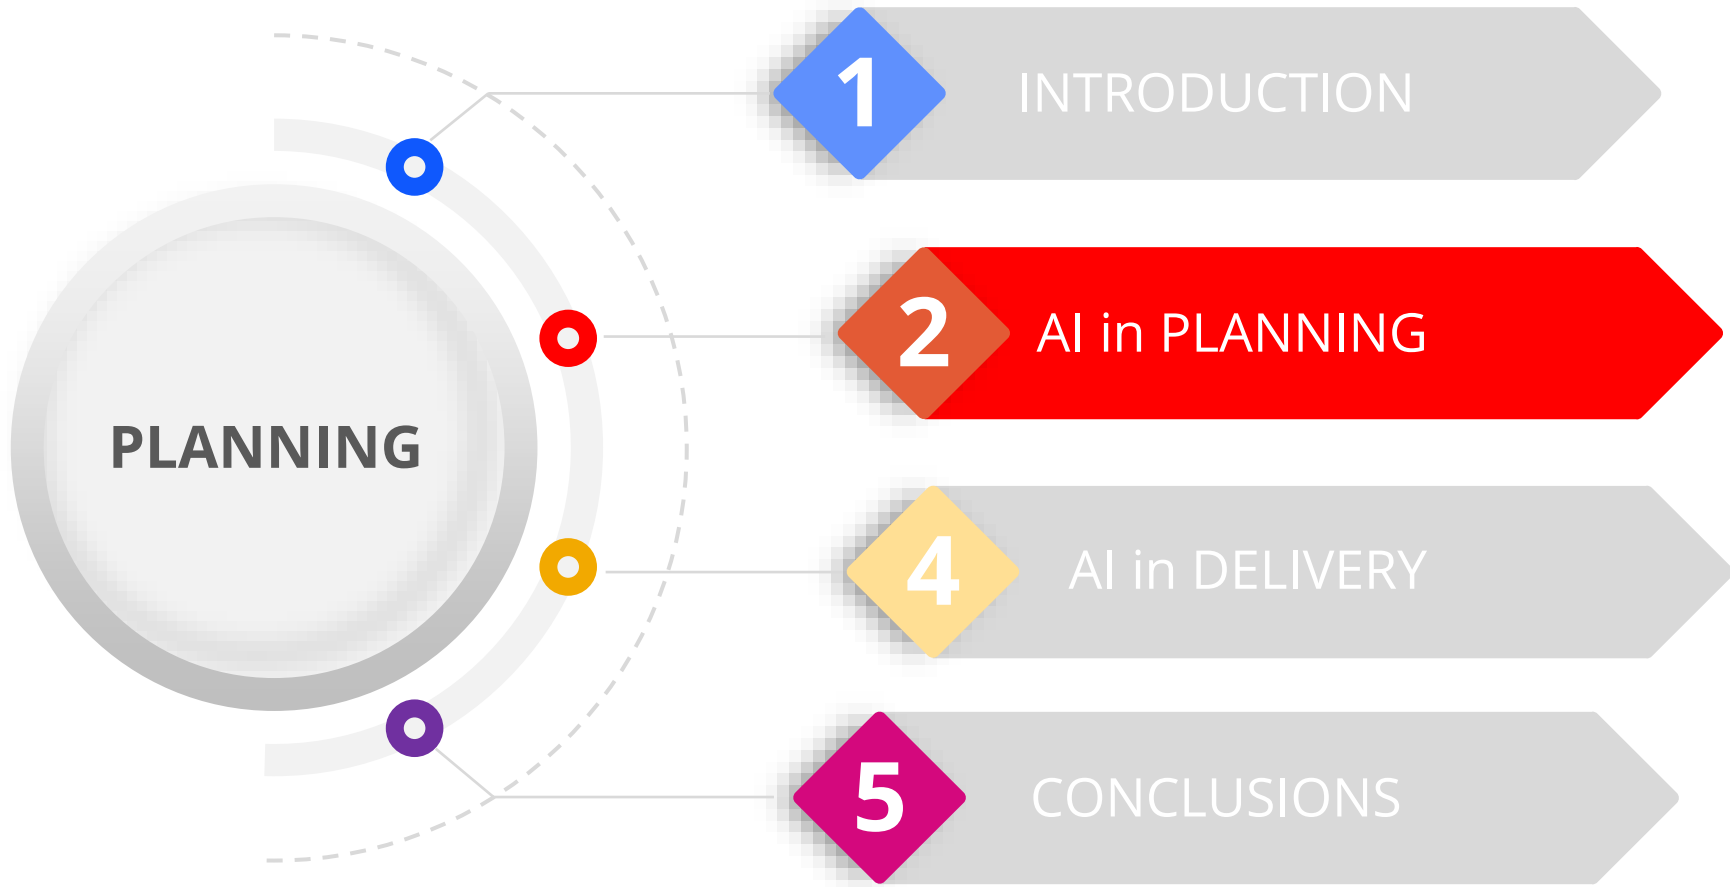 PLANNING
1 INTRODUCTION
2 AI in PLANNING
4 AI in DELIVERY
5 CONCLUSIONS